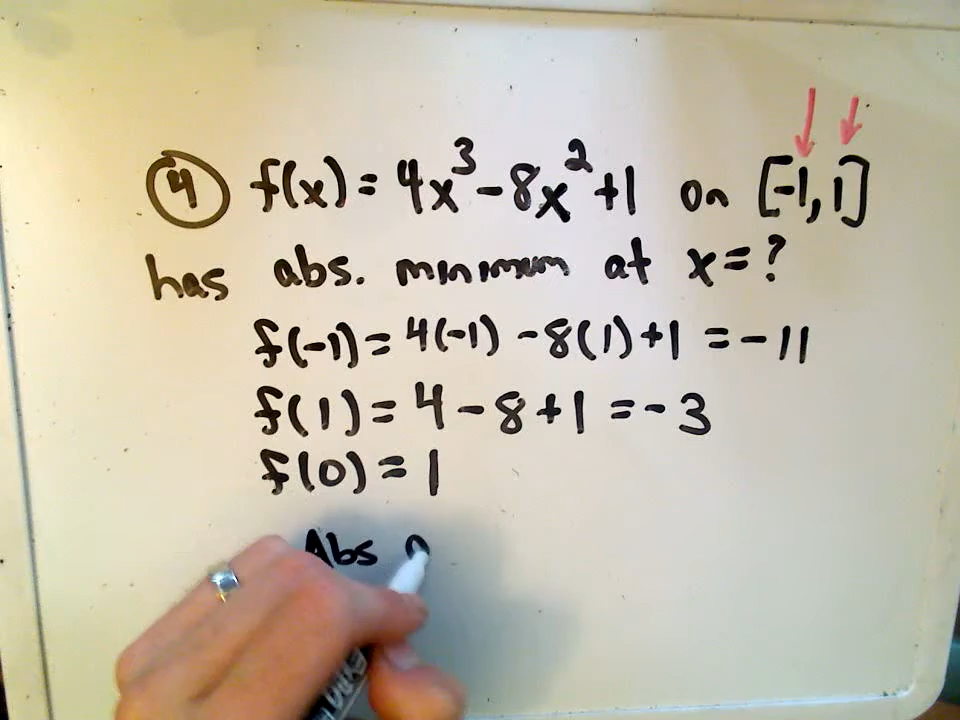 4 f(x) = 4x³ - 8x² + 1 on [-1, 1]
has abs. minimum at x = ?
f(-1) = 4(-1) - 8(1) + 1 = -11
f(1) = 4 - 8 + 1 = -3
f(0) = 1
Abs